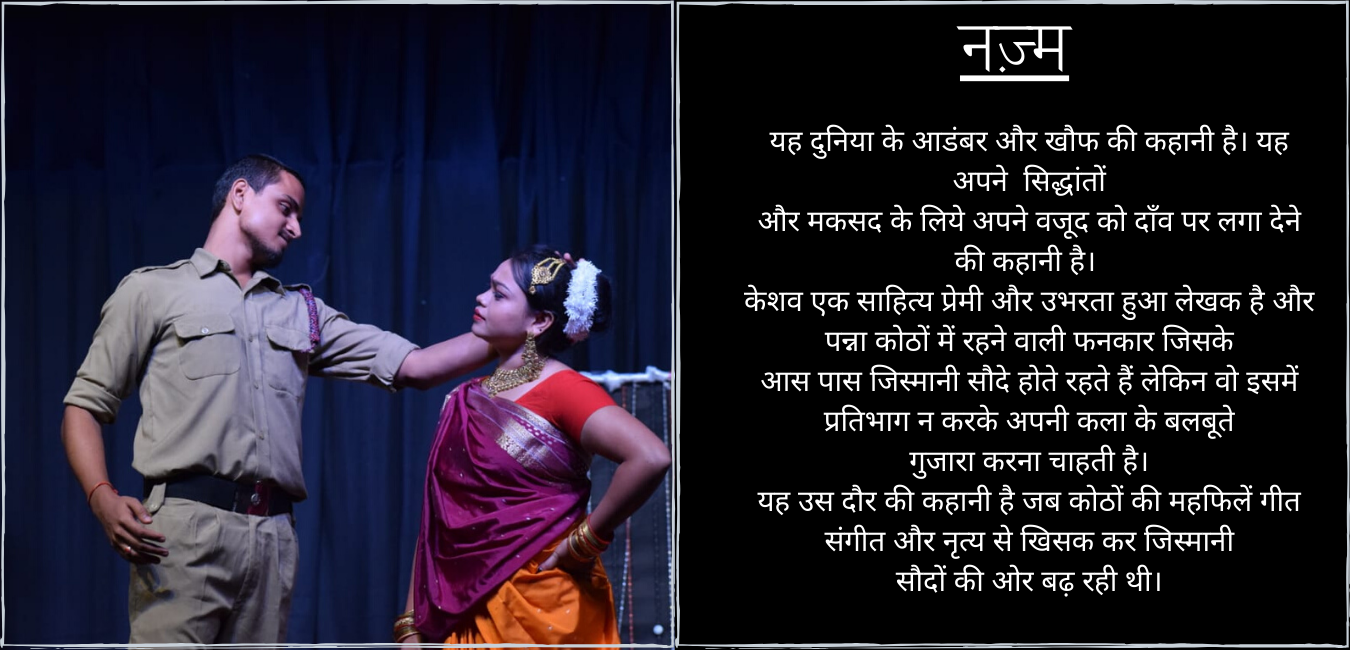 नज़्म
यह दुनिया के आडंबर और खौफ की कहानी है। यह
अपने  सिद्धांतों
और मकसद के लिये अपने वजूद को दाँव पर लगा देने
की कहानी है।
केशव एक साहित्य प्रेमी और उभरता हुआ लेखक है और
पन्ना कोठों में रहने वाली फनकार जिसके
आस पास जिस्मानी सौदे होते रहते हैं लेकिन वो इसमें
प्रतिभाग न करके अपनी कला के बलबूते
गुजारा करना चाहती है।
यह उस दौर की कहानी है जब कोठों की महफिलें गीत
संगीत और नृत्य से खिसक कर जिस्मानी
सौदों की ओर बढ़ रही थी।